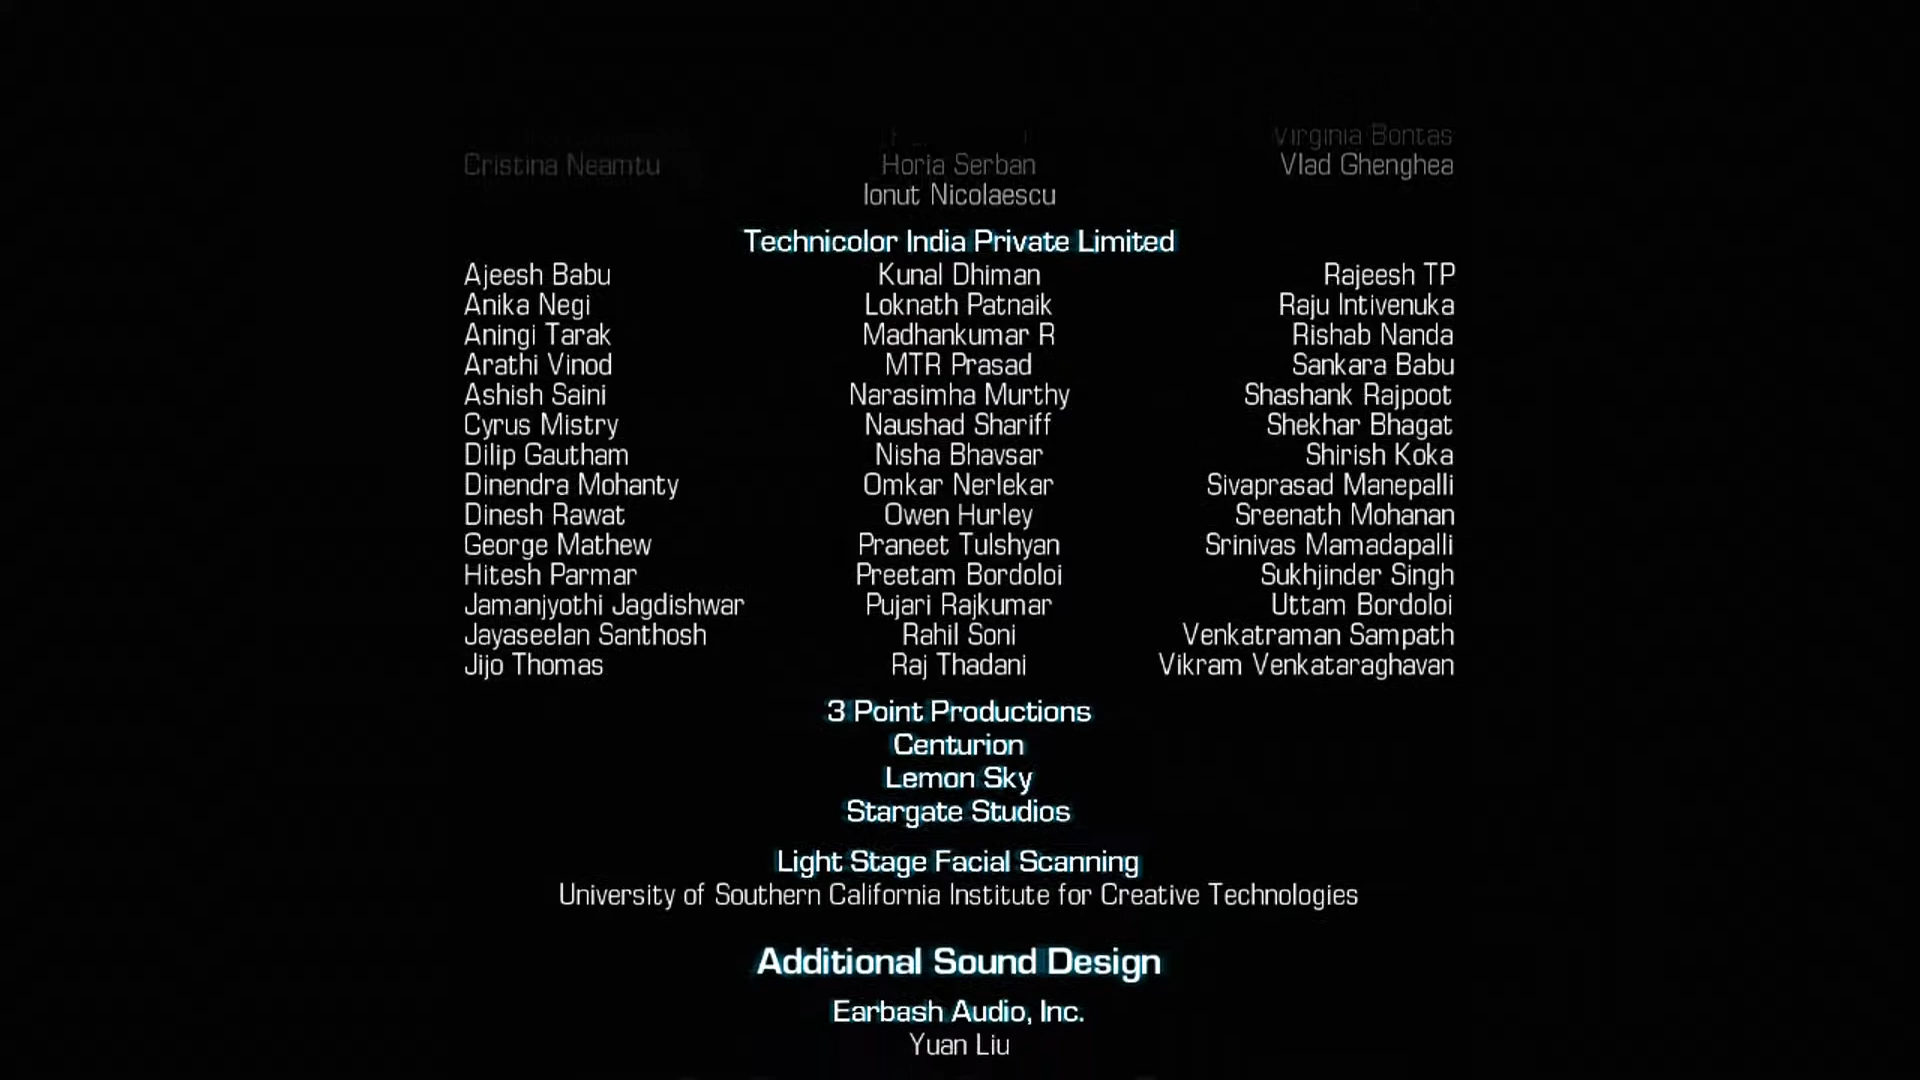 Virginia Bontas
Cristina Neamtu Horia Serban Vlad Ghenghea
Ionut Nicolaescu
Technicolor India Private Limited
Ajeesh Babu Kunal Dhiman Rajeesh TP
Anika Negi Loknath Patnaik Raju Intivenuka
Aningi Tarak Madhankumar R Rishab Nanda
Arathi Vinod MTR Prasad Sankara Babu
Ashish Saini Narasimha Murthy Shashank Rajpoot
Cyrus Mistry Naushad Shariff Shekhar Bhagat
Dilip Gautham Nisha Bhavsar Shirish Koka
Dinendra Mohanty Omkar Nerlekar Sivaprasad Manepalli
Dinesh Rawat Owen Hurley Sreenath Mohanan
George Mathew Praneet Tulshyan Srinivas Mamadapalli
Hitesh Parmar Preetam Bordoloi Sukhjinder Singh
Jamanjyothi Jagdishwar Pujari Rajkumar Uttam Bordoloi
Jayaseelan Santhosh Rahil Soni Venkatraman Sampath
Jijo Thomas Raj Thadani Vikram Venkataraghavan
3 Point Productions
Centurion
Lemon Sky
Stargate Studios
Light Stage Facial Scanning
University of Southern California Institute for Creative Technologies
Additional Sound Design
Earbash Audio, Inc.
Yuan Liu